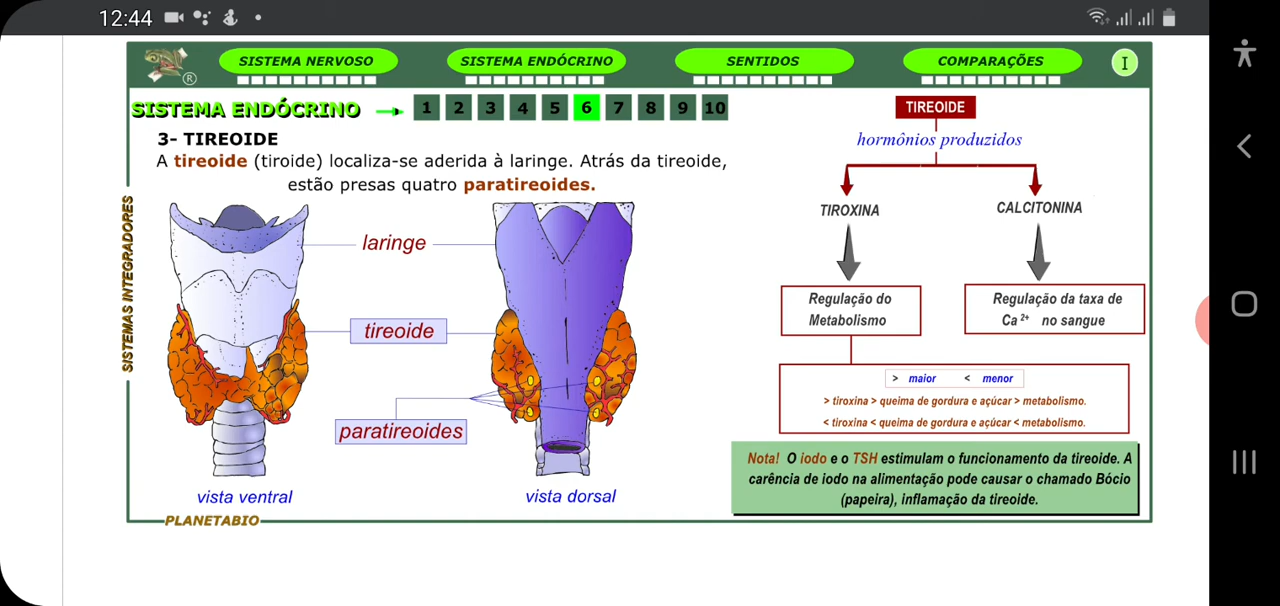 12:44
SISTEMA NERVOSO
SISTEMA ENDÓCRINO
SENTIDOS
COMPARAÇÕES
I
®
SISTEMA ENDÓCRINO
1 2 3 4 5 6 7 8 9 10
3- TIREOIDE
A tireoide (tiroide) localiza-se aderida à laringe. Atrás da tireoide,
estão presas quatro paratireoides.
SISTEMAS INTEGRADORES
laringe
tireoide
paratireoides
vista ventral
vista dorsal
PLANETABIO
TIREOIDE
hormônios produzidos
TIROXINA
CALCITONINA
Regulação do
Metabolismo
Regulação da taxa de
Ca 2+ no sangue
> maior < menor
> tiroxina > queima de gordura e açúcar > metabolismo.
< tiroxina < queima de gordura e açúcar < metabolismo.
Nota! O iodo e o TSH estimulam o funcionamento da tireoide. A
carência de iodo na alimentação pode causar o chamado Bócio
(papeira), inflamação da tireoide.